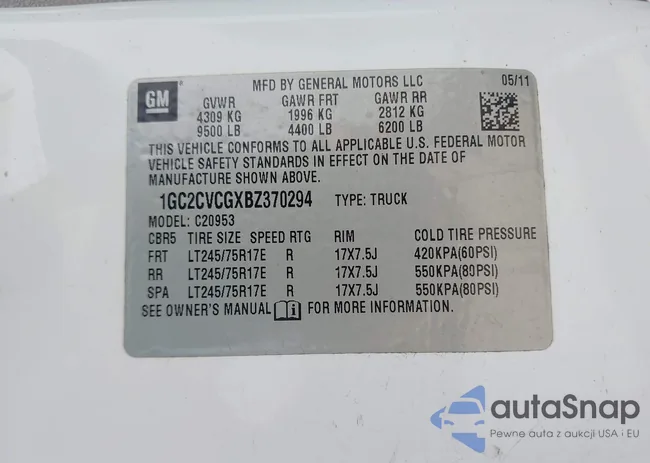 MFD BY GENERAL MOTORS LLC 05/11
GM
GVWR GAWR FRT GAWR RR
4309 KG 1996 KG 2812 KG
9500 LB 4400 LB 6200 LB
THIS VEHICLE CONFORMS TO ALL APPLICABLE U.S. FEDERAL MOTOR
VEHICLE SAFETY STANDARDS IN EFFECT ON THE DATE OF
MANUFACTURE SHOWN ABOVE.
1GC2CVCGXBZ370294 TYPE: TRUCK
MODEL: C20953
CBR5 TIRE SIZE SPEED RTG RIM COLD TIRE PRESSURE
FRT LT245/75R17E R 17X7.5J 420KPA(60PSI)
RR LT245/75R17E R 17X7.5J 550KPA(80PSI)
SPA LT245/75R17E R 17X7.5J 550KPA(80PSI)
SEE OWNER'S MANUAL i FOR MORE INFORMATION.
autaSnap
Pewne auta z aukcji USA i EU